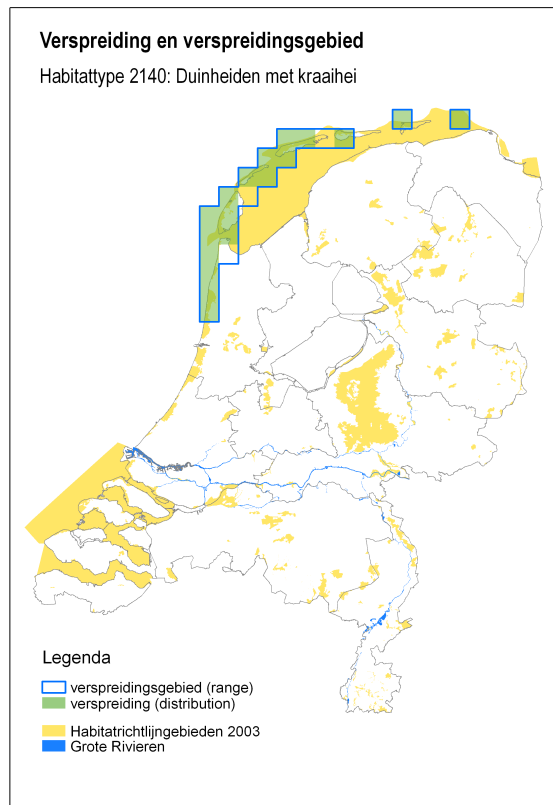 Verspreiding en verspreidingsgebied
Habitattype 2140: Duinheiden met kraaihei
Legenda
verspreidingsgebied (range)
verspreiding (distribution)
Habitatrichtlijngebieden 2003
Grote Rivieren